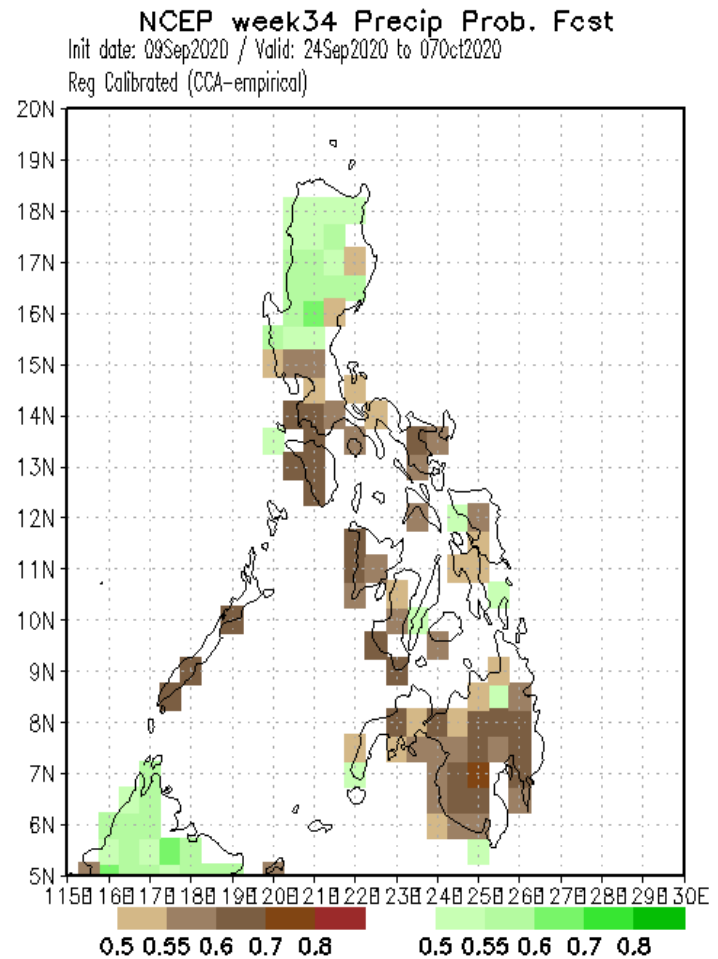 NCEP week34 Precip Prob. Fcst
Init date: 09Sep2020 / Valid: 24Sep2020 to 07Oct2020
Reg Calibrated (CCA-empirical)
20N
19N
18N
17N
16N
15N
14N
13N
12N
11N
10N
9N
8N
7N
6N
5N
115E 116E 117E 118E 119E 120E 121E 122E 123E 124E 125E 126E 127E 128E 129E 130E
0.5 0.55 0.6 0.7 0.8 0.5 0.55 0.6 0.7 0.8